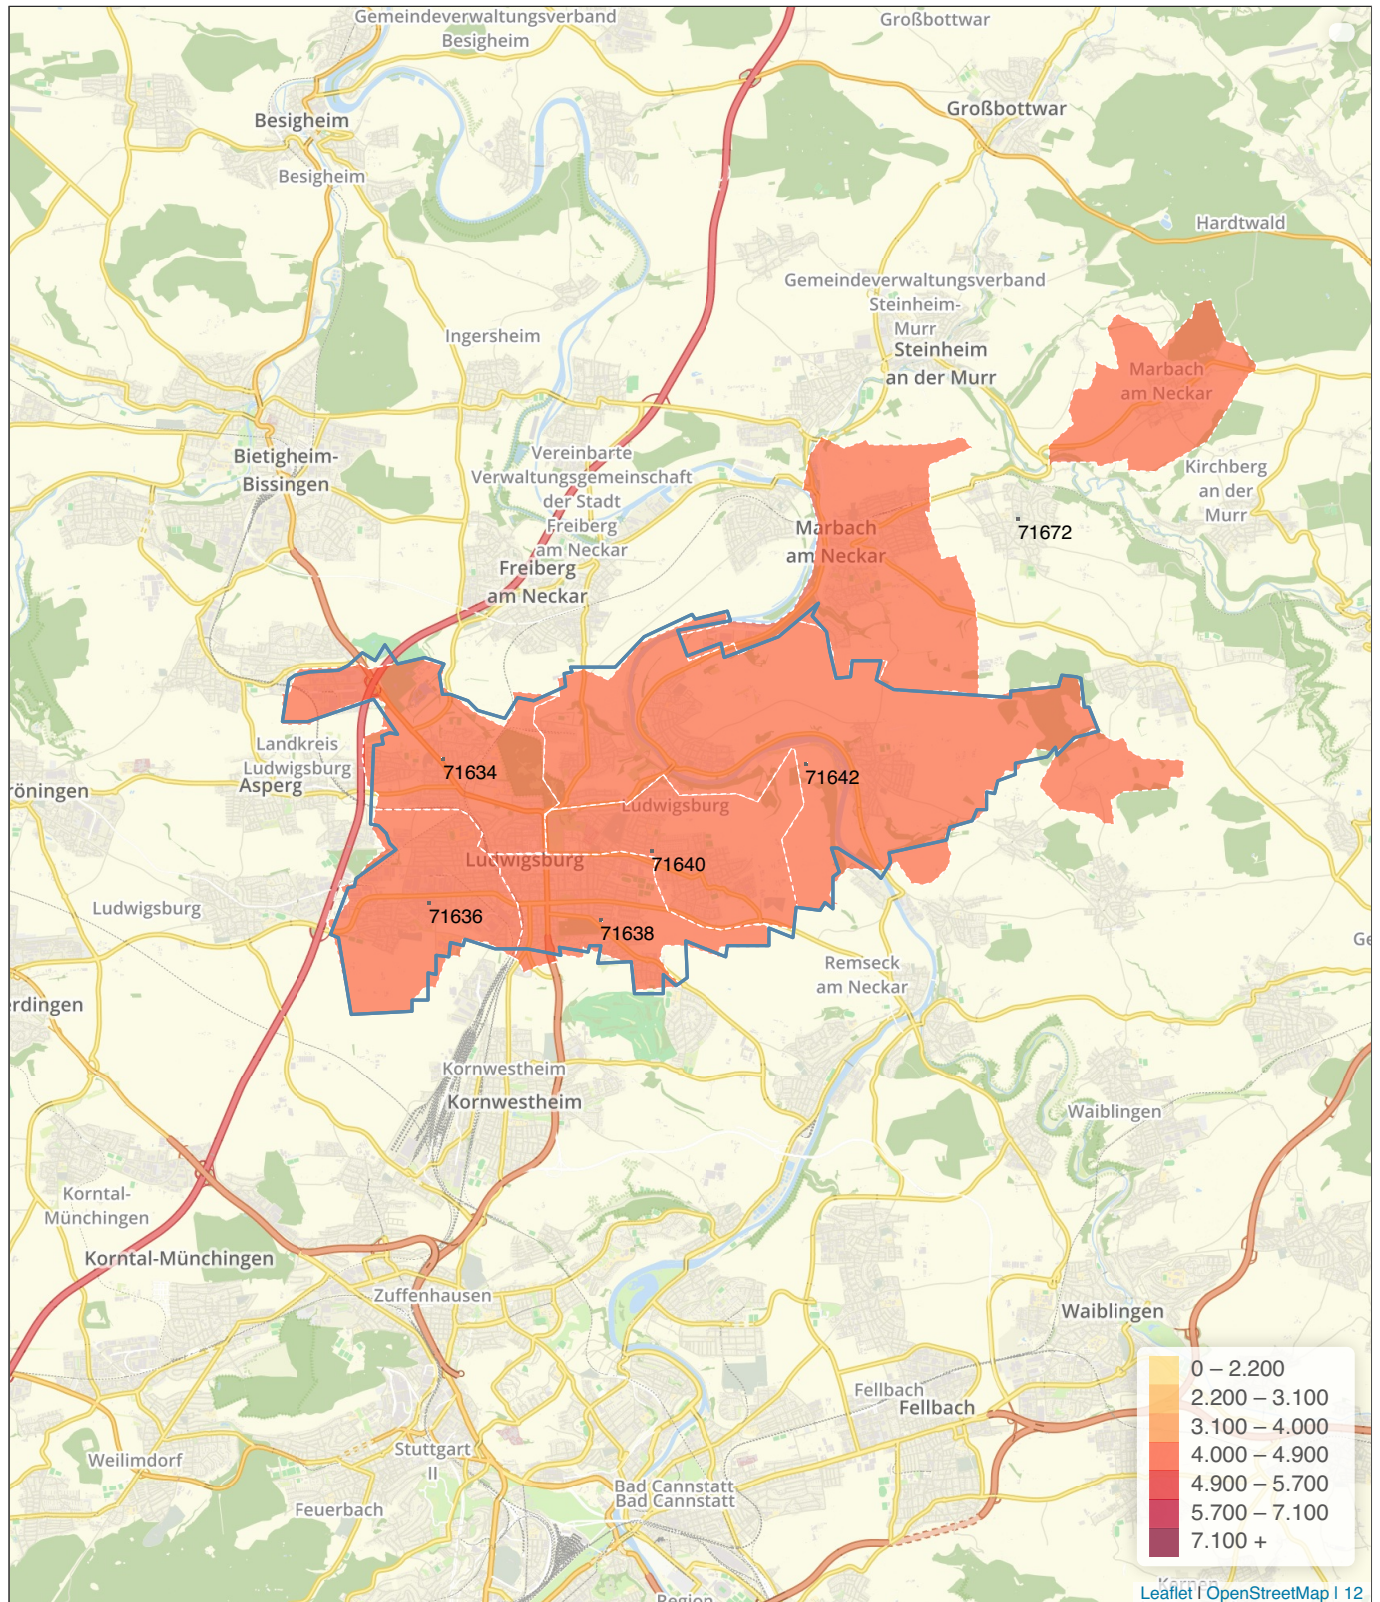 Gemeindeverwaltungsverband
Besigheim
Großbottwar
Großbottwar
Besigheim
Besigheim
Hardtwald
Gemeindeverwaltungsverband
Steinheim-
Murr
Steinheim
an der Murr
Ingersheim
Marbach
am Neckar
Bietigheim-
Bissingen
Vereinbarte
Verwaltungsgemeinschaft
der Stadt
Freiberg
am Neckar
Freiberg
am Neckar
Kirchberg
an der
Murr
Marbach
am Neckar
71672
Landkreis
Ludwigsburg
Asperg
röningen
71634
71642
Ludwigsburg
Ludwigsburg
71640
Ludwigsburg
71636
71638
Ge
Remseck
am Neckar
erdingen
Kornwestheim
Kornwestheim
Waiblingen
Korntal-
Münchingen
Korntal-Münchingen
Zuffenhausen
Waiblingen
Fellbach
Fellbach
Weilimdorf
Stuttgart
II
Feuerbach
Bad Cannstatt
Bad Cannstatt
Region
0 – 2.200
2.200 – 3.100
3.100 – 4.000
4.000 – 4.900
4.900 – 5.700
5.700 – 7.100
7.100 +
Leaflet | OpenStreetMap | 12